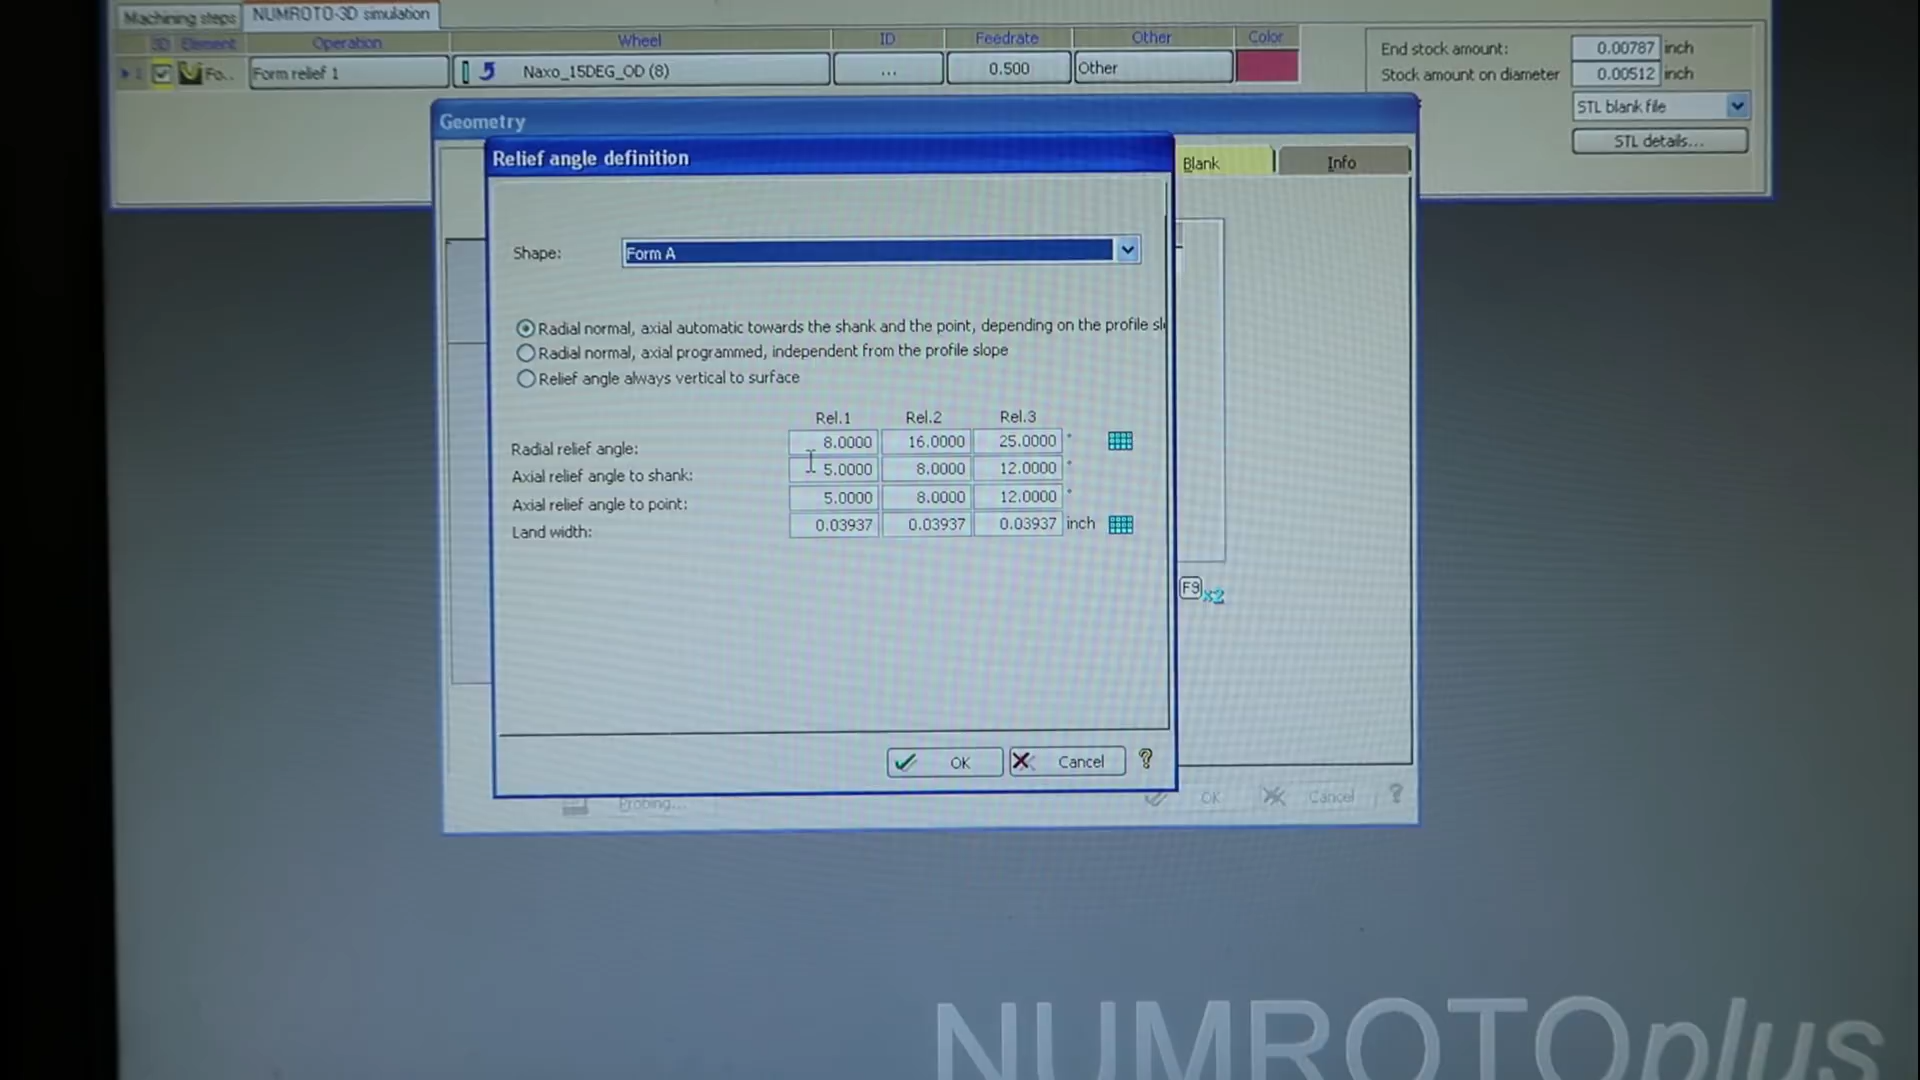 Machining steps
NUMROTO-3D simulation
3D Element Operation Wheel ID Feedrate Other Color
1 Fo.. Form relief 1 Naxo_15DEG_OD (8) ... 0.500 Other
End stock amount: 0.00787 inch
Stock amount on diameter 0.00512 inch
STL blank file
STL details...
Geometry
Relief angle definition
Blank
Info
Shape: Form A
Radial normal, axial automatic towards the shank and the point, depending on the profile sl
Radial normal, axial programmed, independent from the profile slope
Relief angle always vertical to surface
Rel.1 Rel.2 Rel.3
Radial relief angle: 8.0000 16.0000 25.0000 °
Axial relief angle to shank: 5.0000 8.0000 12.0000 °
Axial relief angle to point: 5.0000 8.0000 12.0000 °
Land width: 0.03937 0.03937 0.03937 inch
F9 x2
OK Cancel ?
Probing... OK Cancel ?
NUMROTOplus